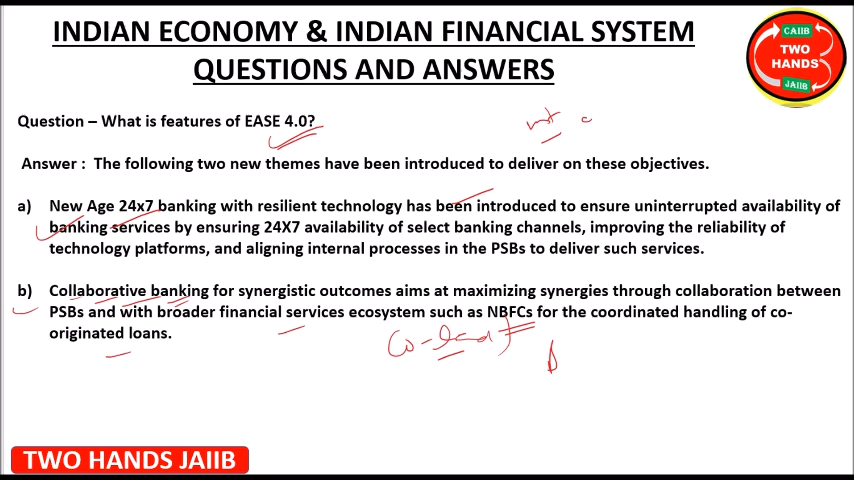 INDIAN ECONOMY & INDIAN FINANCIAL SYSTEM
QUESTIONS AND ANSWERS
CAIIB
TWO
HANDS
JAIIB
Question – What is features of EASE 4.0?
Answer : The following two new themes have been introduced to deliver on these objectives.
a) New Age 24x7 banking with resilient technology has been introduced to ensure uninterrupted availability of
banking services by ensuring 24X7 availability of select banking channels, improving the reliability of
technology platforms, and aligning internal processes in the PSBs to deliver such services.
b) Collaborative banking for synergistic outcomes aims at maximizing synergies through collaboration between
PSBs and with broader financial services ecosystem such as NBFCs for the coordinated handling of co-
originated loans.
Co-lend
TWO HANDS JAIIB